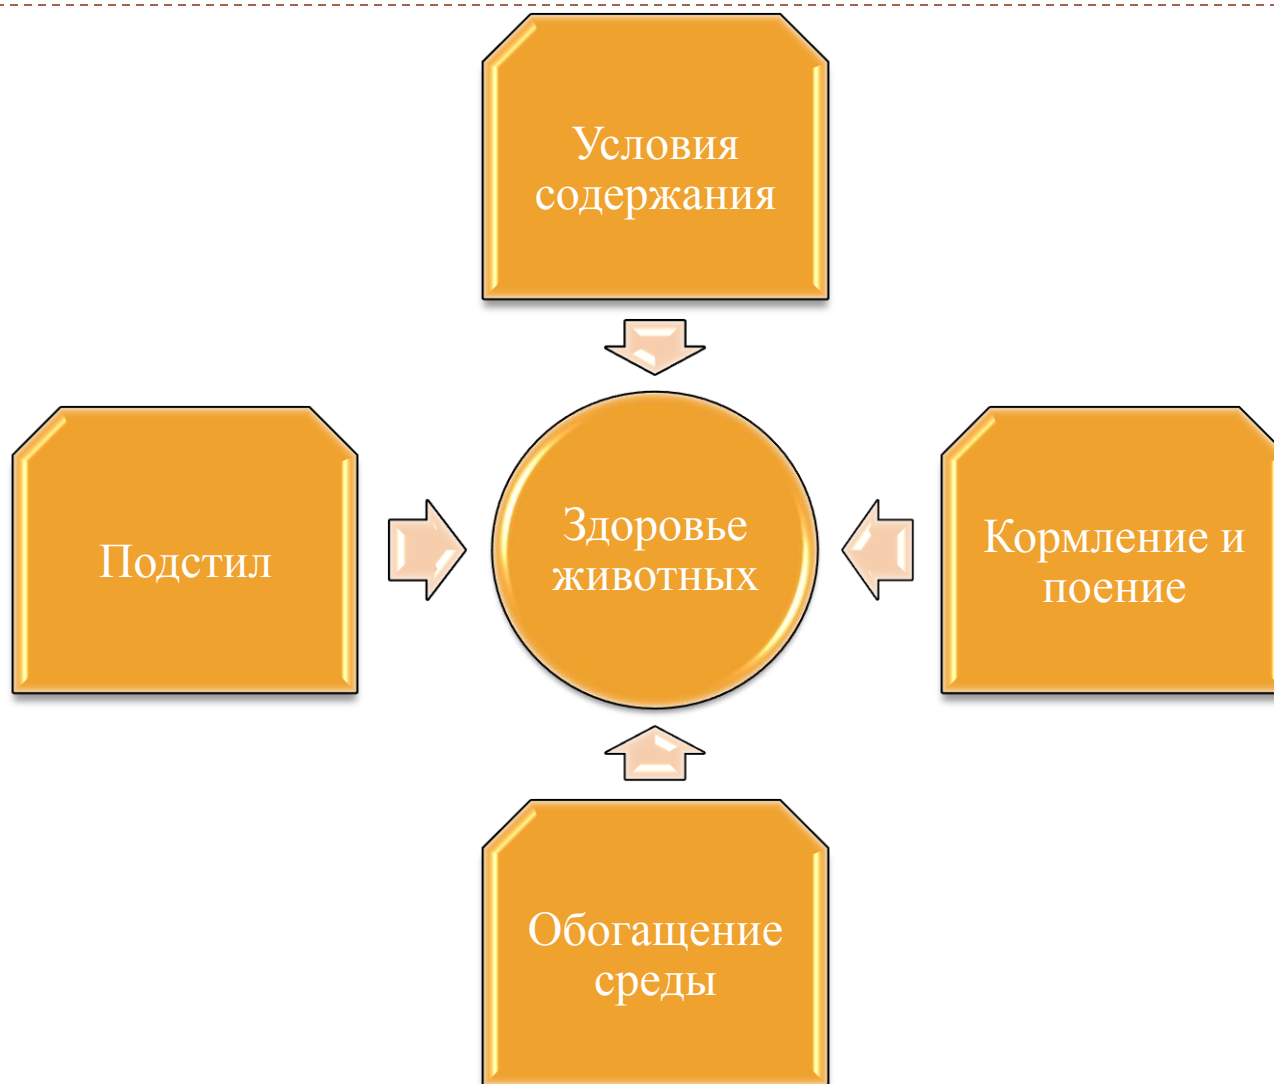 Условия
содержания
Подстил
Здоровье
животных
Кормление и
поение
Обогащение
среды